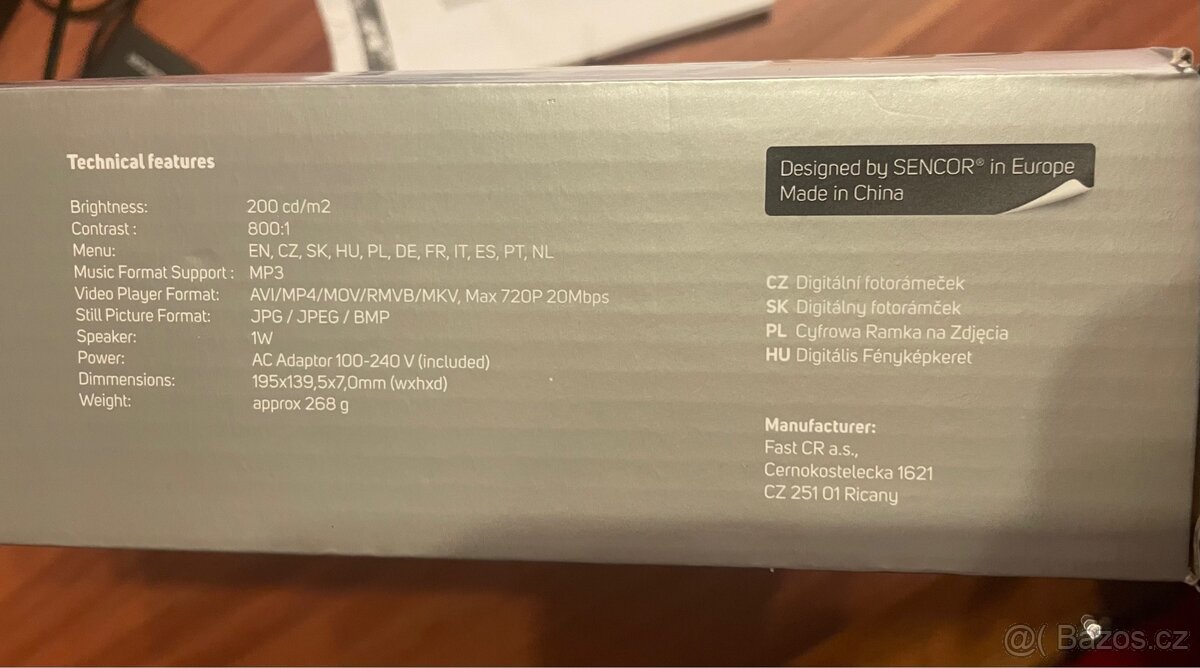 Technical features
Brightness: 200 cd/m2
Contrast : 800:1
Menu: EN, CZ, SK, HU, PL, DE, FR, IT, ES, PT, NL
Music Format Support : MP3
Video Player Format: AVI/MP4/MOV/RMVB/MKV, Max 720P 20Mbps
Still Picture Format: JPG / JPEG / BMP
Speaker: 1W
Power: AC Adaptor 100-240 V (included)
Dimmensions: 195x139,5x7,0mm (wxhxd)
Weight: approx 268 g
Designed by SENCOR® in Europe
Made in China
CZ Digitální fotorámeček
SK Digitálny fotorámček
PL Cyfrowa Ramka na Zdjęcia
HU Digitális Fényképkeret
Manufacturer:
Fast CR a.s.,
Cernokostelecka 1621
CZ 251 01 Ricany
@( Bazos.cz